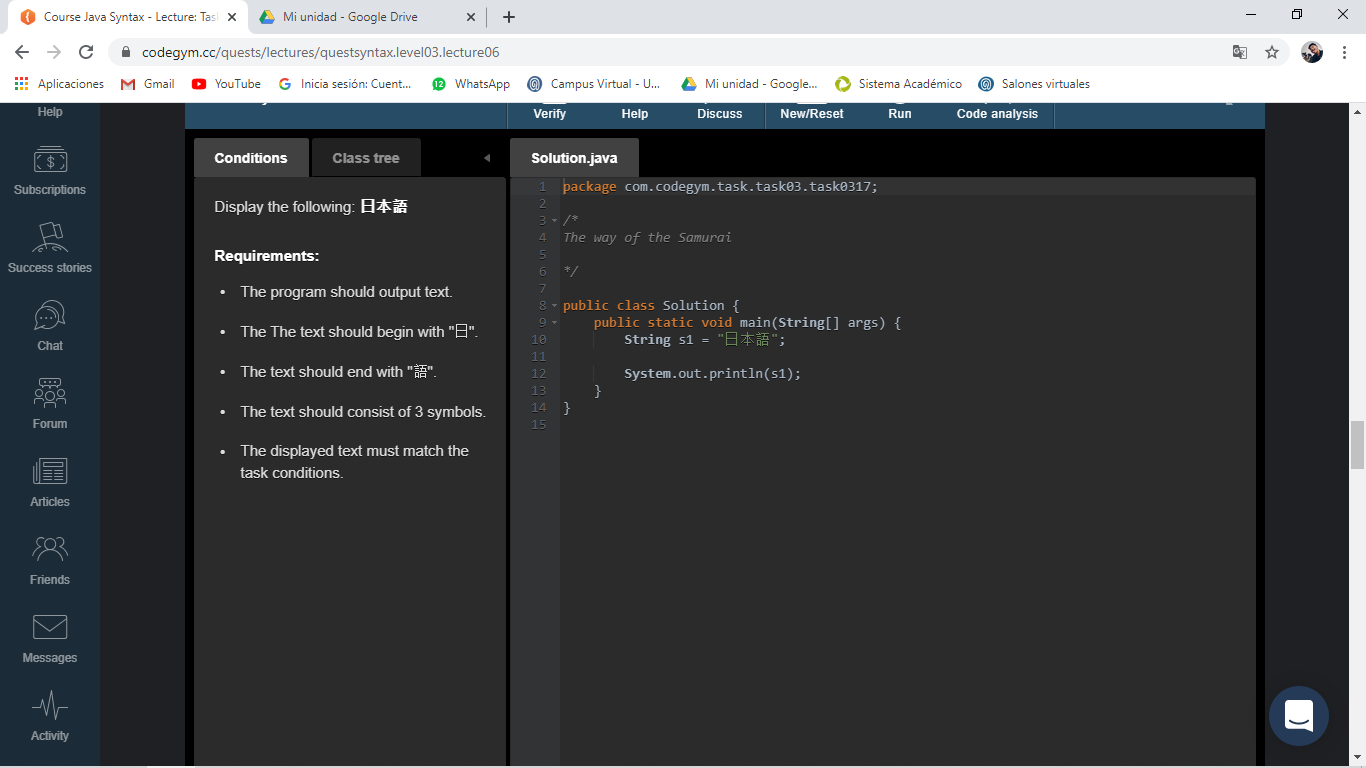 Course Java Syntax - Lecture: Tas
Mi unidad - Google Drive
codegym.cc/quests/lectures/questsyntax.level03.lecture06
Aplicaciones
Gmail
YouTube
Inicia sesión: Cuent...
12
WhatsApp
Campus Virtual - U...
Mi unidad - Google...
Sistema Académico
Salones virtuales
Help
Subscriptions
Success stories
Chat
Forum
Articles
Friends
Messages
Activity
Verify
Help
Discuss
New/Reset
Run
Code analysis
Conditions
Class tree
Display the following: 日本語
Requirements:
• The program should output text.
• The The text should begin with "日".
• The text should end with "語".
• The text should consist of 3 symbols.
• The displayed text must match the
task conditions.
Solution.java
1 package com.codegym.task.task03.task0317;
2
3 /*
4 The way of the Samurai
5
6 */
7
8 public class Solution {
9 public static void main(String[] args) {
10 String s1 = "日本語";
11
12 System.out.println(s1);
13 }
14 }
15